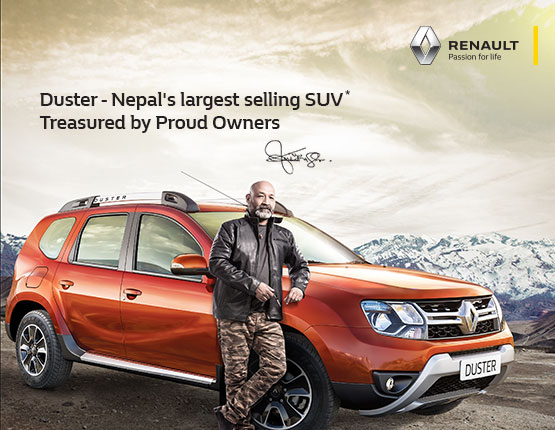 RENAULT
Passion for life
Duster - Nepal's largest selling SUV*
Treasured by Proud Owners
DUSTER
DUSTER